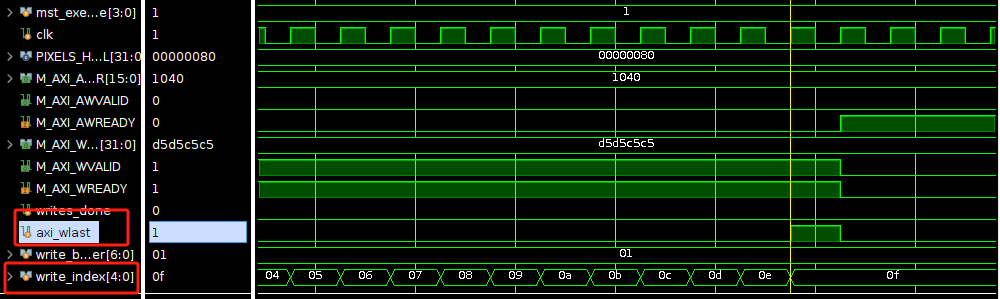 mst_exe...e[3:0] 1 1
clk 1
PIXELS_H...L[31:0] 00000080 00000080
M_AXI_A...R[15:0] 1040 1040
M_AXI_AWVALID 0
M_AXI_AWREADY 0
M_AXI_W...[31:0] d5d5c5c5 d5d5c5c5
M_AXI_WVALID 1
M_AXI_WREADY 1
writes_done 0
axi_wlast 1
write_b...er[6:0] 01 01
write_index[4:0] 0f 04 05 06 07 08 09 0a 0b 0c 0d 0e 0f